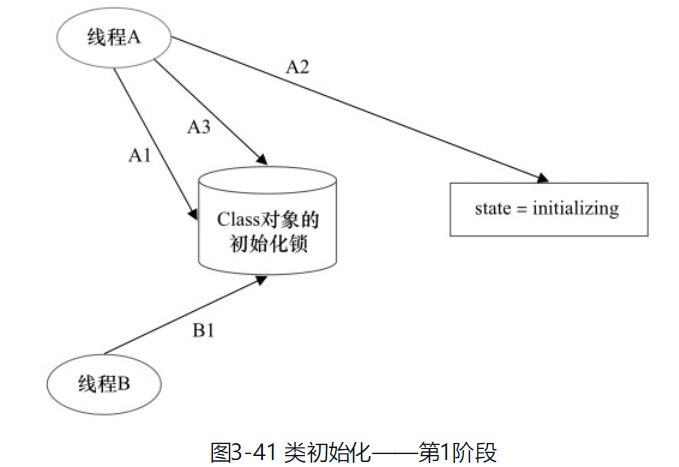 线程A
A2
A3
A1
Class对象的
初始化锁
state = initializing
B1
线程B
图3-41 类初始化——第1阶段